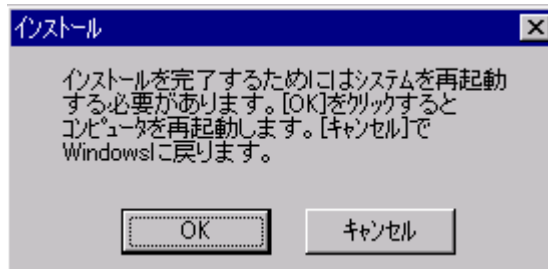 インストール
インストールを完了するためにはシステムを再起動
する必要があります。[OK]をクリックすると
コンピュータを再起動します。[キャンセル]で
Windowsに戻ります。
OK
キャンセル